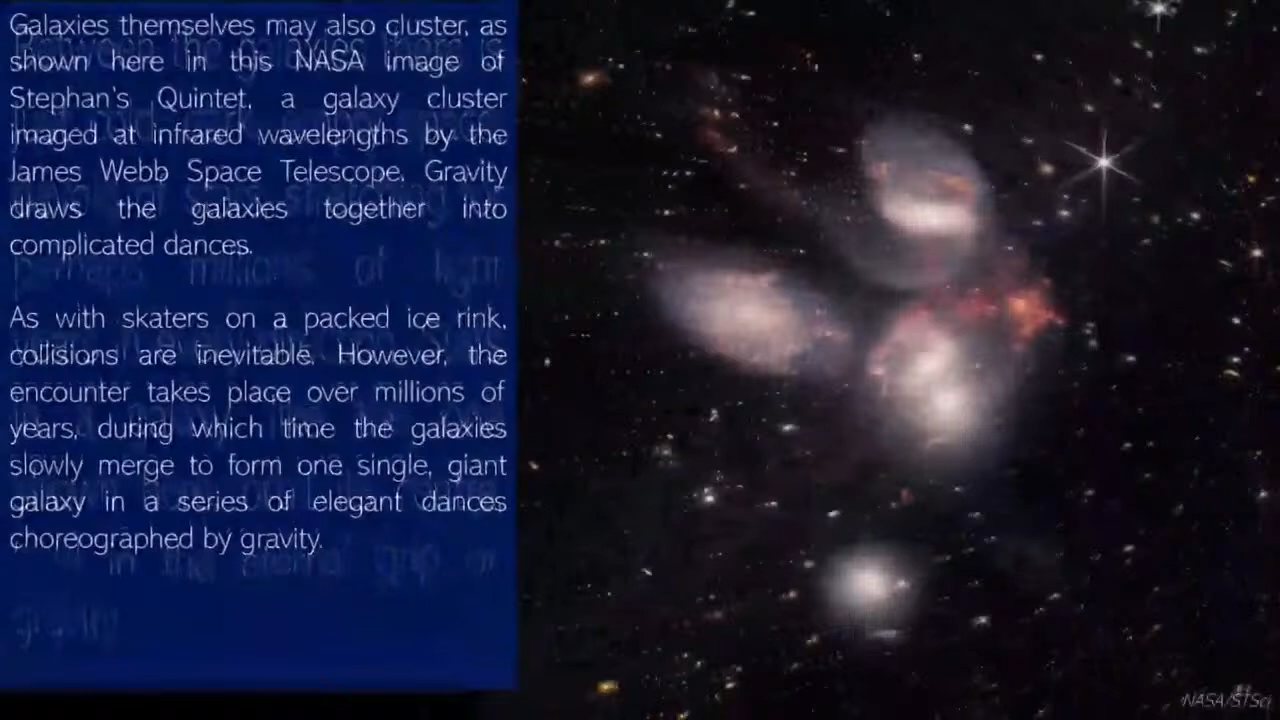 Galaxies themselves may also cluster, as
shown here in this NASA image of
Stephan's Quintet, a galaxy cluster
imaged at infrared wavelengths by the
James Webb Space Telescope. Gravity
draws the galaxies together into
complicated dances.
As with skaters on a packed ice rink,
collisions are inevitable. However, the
encounter takes place over millions of
years, during which time the galaxies
slowly merge to form one single, giant
galaxy in a series of elegant dances
choreographed by gravity.
NASA/STScI